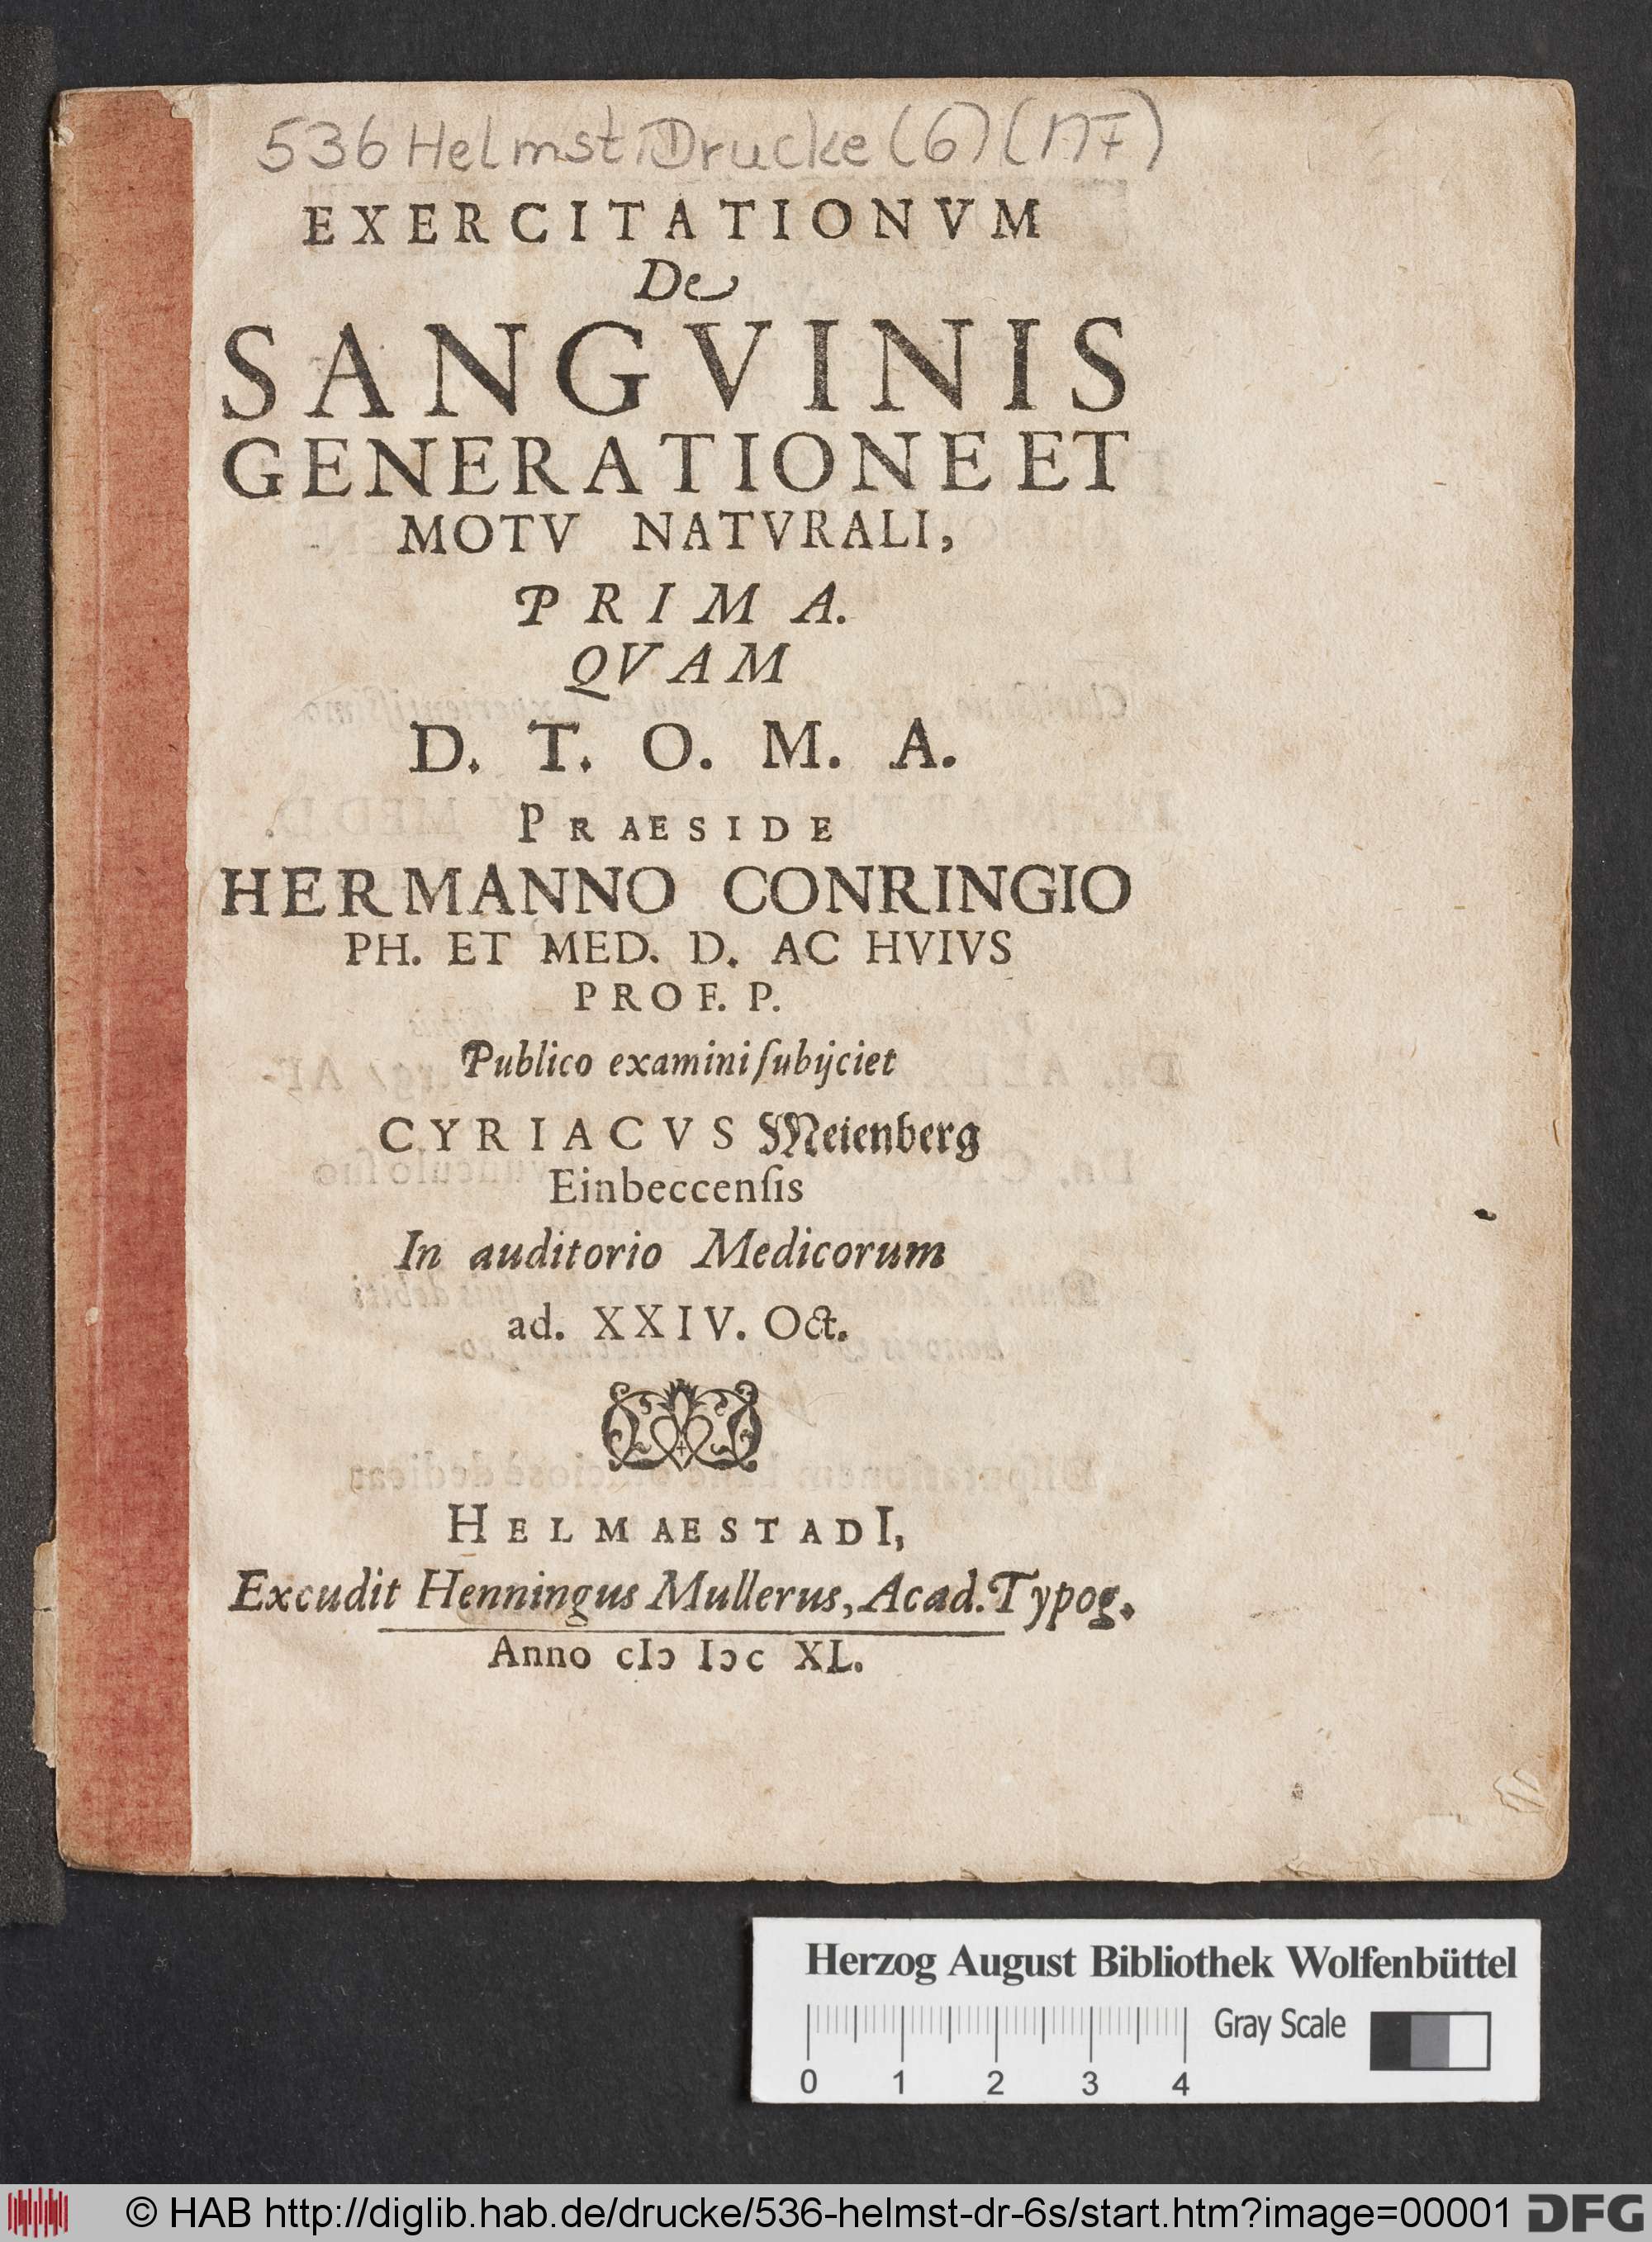 536 Helmst Drucke (6) (NF)
EXERCITATIONVM
De
SANGVINIS
GENERATIONE ET
MOTV NATVRALI,
PRIMA.
QVAM
D. T. O. M. A.
PRAESIDE
HERMANNO CONRINGIO
PH. ET MED. D. AC HVIVS
PROF. P.
Publico examini ſubijciet
CYRIACVS Meienberg
Einbeccenſis
In auditorio Medicorum
ad. XXIV. Oct.
HELMAESTADI,
Excudit Henningus Mullerus, Acad. Typog.
Anno cIↄ Iↄc XL.
Herzog August Bibliothek Wolfenbüttel
Gray Scale
0 1 2 3 4
© HAB http://diglib.hab.de/drucke/536-helmst-dr-6s/start.htm?image=00001 DFG